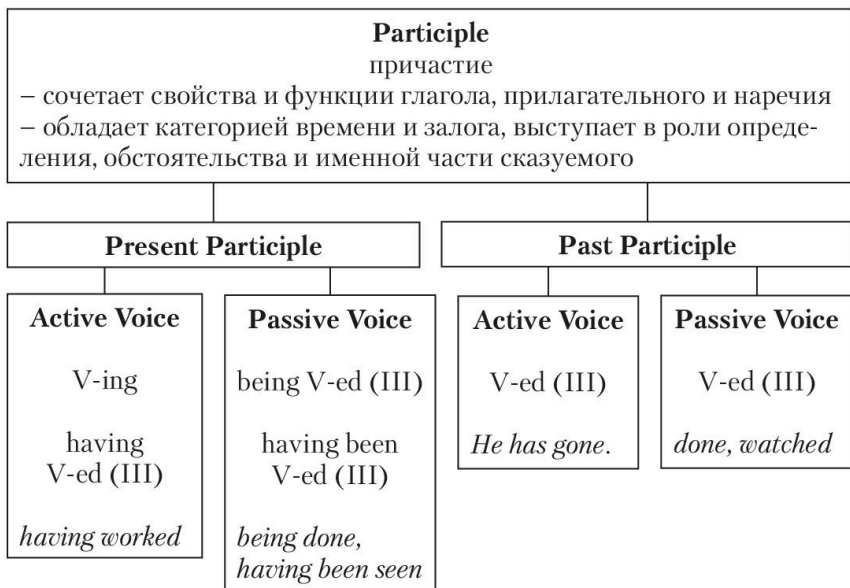 Participle
причастие
– сочетает свойства и функции глагола, прилагательного и наречия
– обладает категорией времени и залога, выступает в роли опреде-
ления, обстоятельства и именной части сказуемого
Present Participle
Past Participle
Active Voice
V-ing
having
V-ed (III)
having worked
Passive Voice
being V-ed (III)
having been
V-ed (III)
being done,
having been seen
Active Voice
V-ed (III)
He has gone.
Passive Voice
V-ed (III)
done, watched